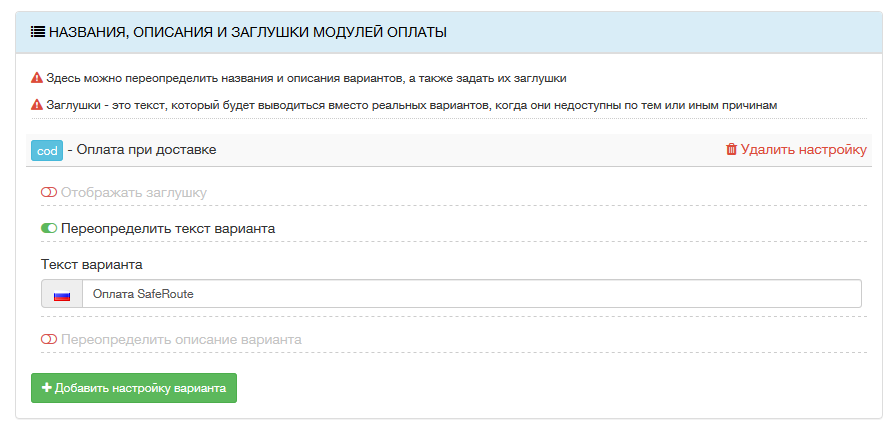 НАЗВАНИЯ, ОПИСАНИЯ И ЗАГЛУШКИ МОДУЛЕЙ ОПЛАТЫ
Здесь можно переопределить названия и описания вариантов, а также задать их заглушки
Заглушки - это текст, который будет выводиться вместо реальных вариантов, когда они недоступны по тем или иным причинам
cod - Оплата при доставке Удалить настройку
Отображать заглушку
Переопределить текст варианта
Текст варианта
Оплата SafeRoute
Переопределить описание варианта
Добавить настройку варианта